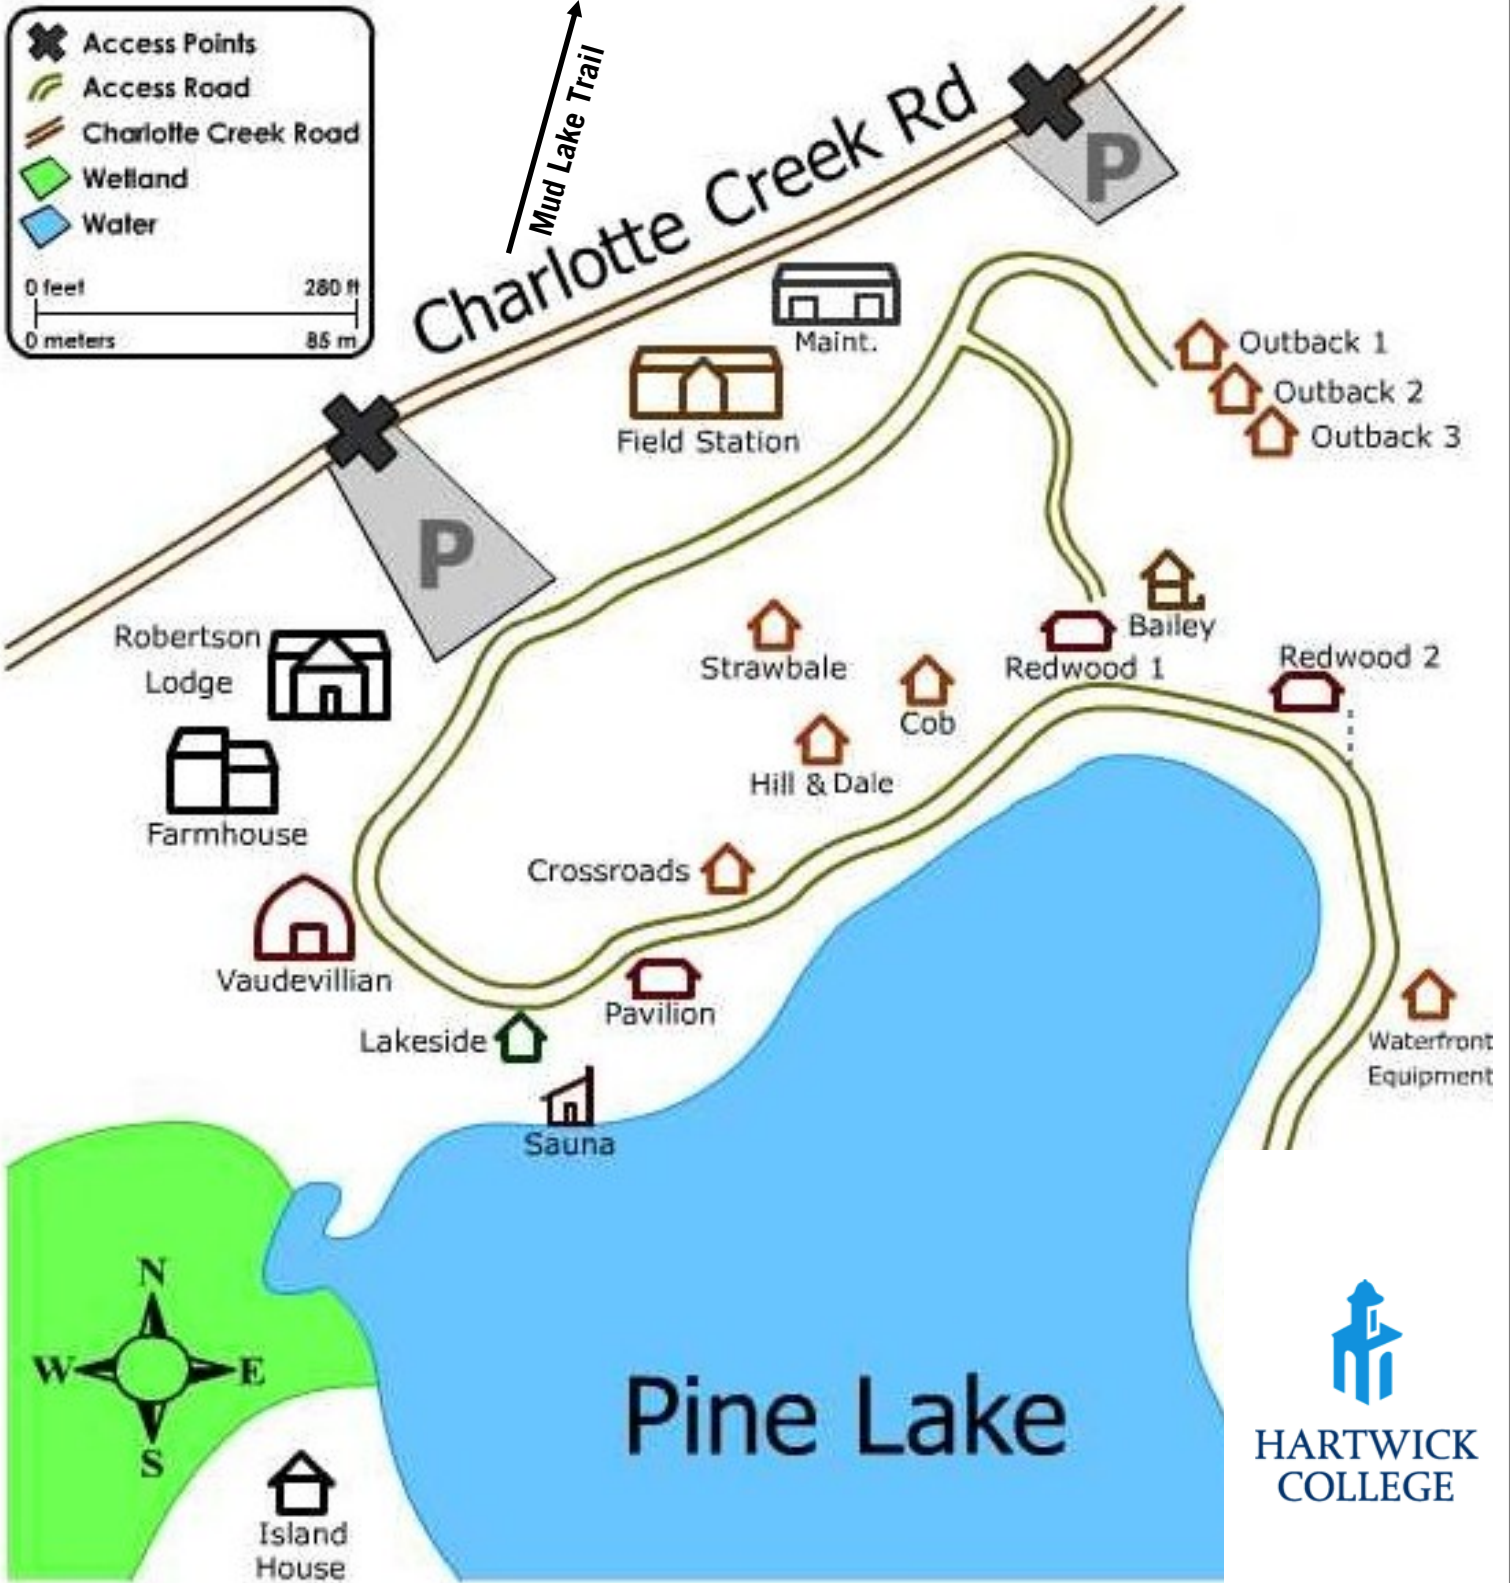 Access Points
Access Road
Charlotte Creek Road
Wetland
Water
0 feet 280 ft
0 meters 85 m
Mud Lake Trail
Charlotte Creek Rd
P
Maint.
Field Station
Outback 1
Outback 2
Outback 3
P
Robertson
Lodge
Farmhouse
Vaudevillian
Strawbale
Cob
Hill & Dale
Bailey
Redwood 1
Redwood 2
Crossroads
Pavilion
Lakeside
Sauna
Waterfront
Equipment
N
W E
S
Pine Lake
Island
House
HARTWICK
COLLEGE